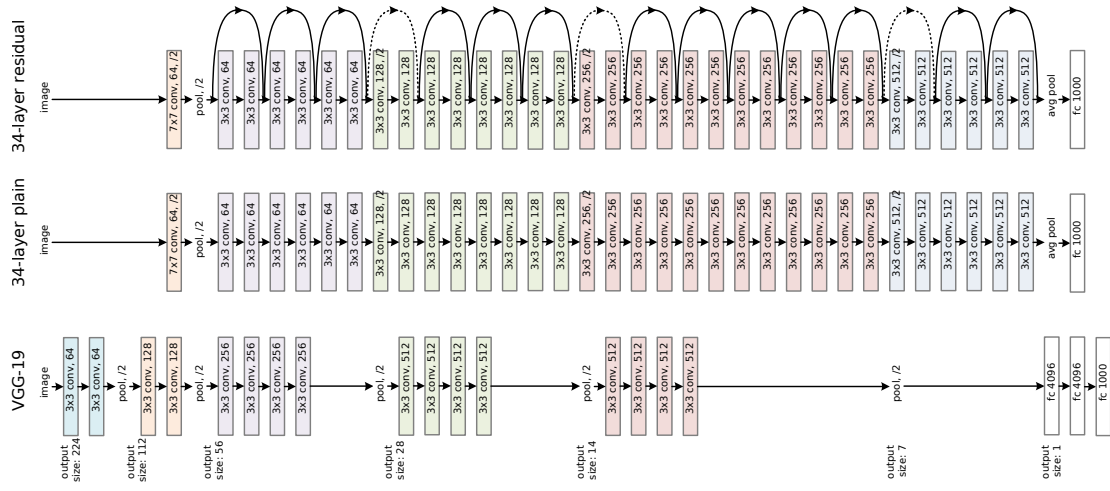 34-layer residual
image
7x7 conv, 64, /2
pool, /2
3x3 conv, 64
3x3 conv, 64
3x3 conv, 64
3x3 conv, 64
3x3 conv, 64
3x3 conv, 64
3x3 conv, 128, /2
3x3 conv, 128
3x3 conv, 128
3x3 conv, 128
3x3 conv, 128
3x3 conv, 128
3x3 conv, 128
3x3 conv, 128
3x3 conv, 256, /2
3x3 conv, 256
3x3 conv, 256
3x3 conv, 256
3x3 conv, 256
3x3 conv, 256
3x3 conv, 256
3x3 conv, 256
3x3 conv, 256
3x3 conv, 256
3x3 conv, 256
3x3 conv, 256
3x3 conv, 512, /2
3x3 conv, 512
3x3 conv, 512
3x3 conv, 512
3x3 conv, 512
3x3 conv, 512
avg pool
fc 1000
34-layer plain
image
7x7 conv, 64, /2
pool, /2
3x3 conv, 64
3x3 conv, 64
3x3 conv, 64
3x3 conv, 64
3x3 conv, 64
3x3 conv, 64
3x3 conv, 128, /2
3x3 conv, 128
3x3 conv, 128
3x3 conv, 128
3x3 conv, 128
3x3 conv, 128
3x3 conv, 128
3x3 conv, 128
3x3 conv, 256, /2
3x3 conv, 256
3x3 conv, 256
3x3 conv, 256
3x3 conv, 256
3x3 conv, 256
3x3 conv, 256
3x3 conv, 256
3x3 conv, 256
3x3 conv, 256
3x3 conv, 256
3x3 conv, 256
3x3 conv, 512, /2
3x3 conv, 512
3x3 conv, 512
3x3 conv, 512
3x3 conv, 512
3x3 conv, 512
avg pool
fc 1000
VGG-19
image
3x3 conv, 64
3x3 conv, 64
pool, /2
3x3 conv, 128
3x3 conv, 128
pool, /2
3x3 conv, 256
3x3 conv, 256
3x3 conv, 256
3x3 conv, 256
pool, /2
3x3 conv, 512
3x3 conv, 512
3x3 conv, 512
3x3 conv, 512
pool, /2
3x3 conv, 512
3x3 conv, 512
3x3 conv, 512
3x3 conv, 512
pool, /2
fc 4096
fc 4096
fc 1000
output
size: 224
output
size: 112
output
size: 56
output
size: 28
output
size: 14
output
size: 7
output
size: 1